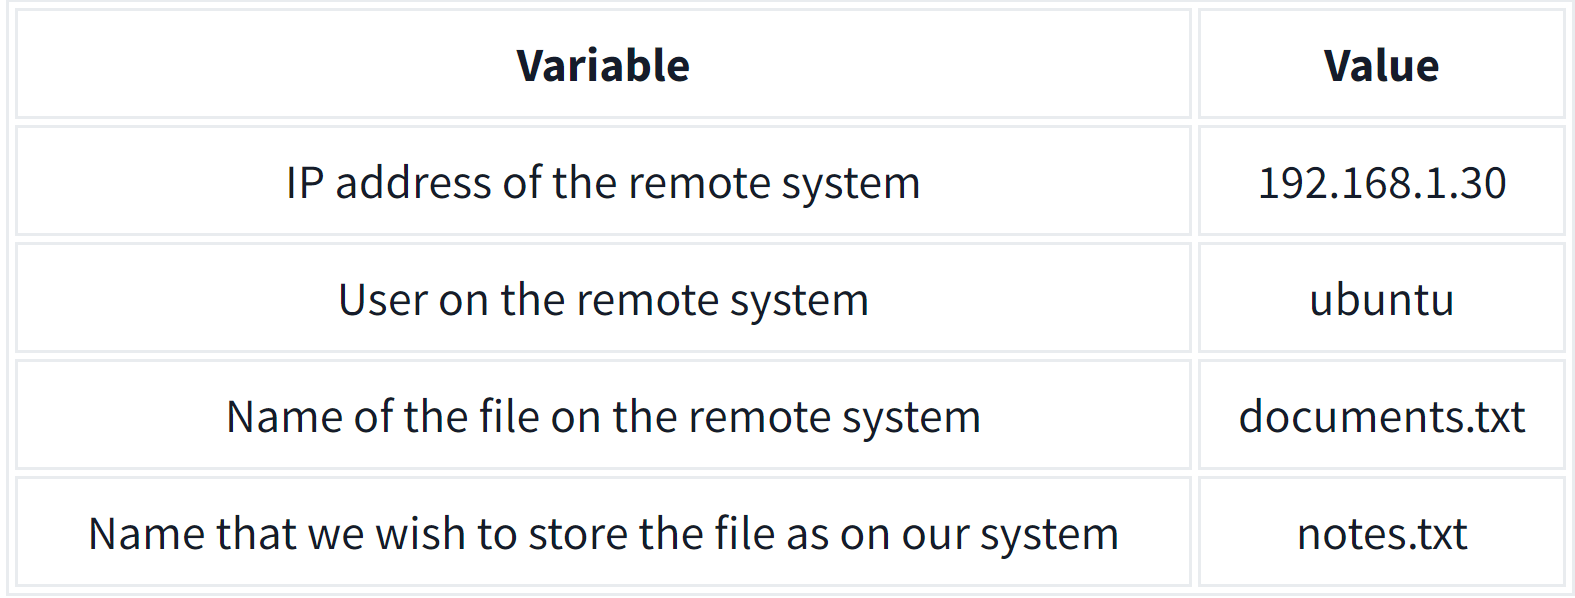 Variable Value
IP address of the remote system 192.168.1.30
User on the remote system ubuntu
Name of the file on the remote system documents.txt
Name that we wish to store the file as on our system notes.txt